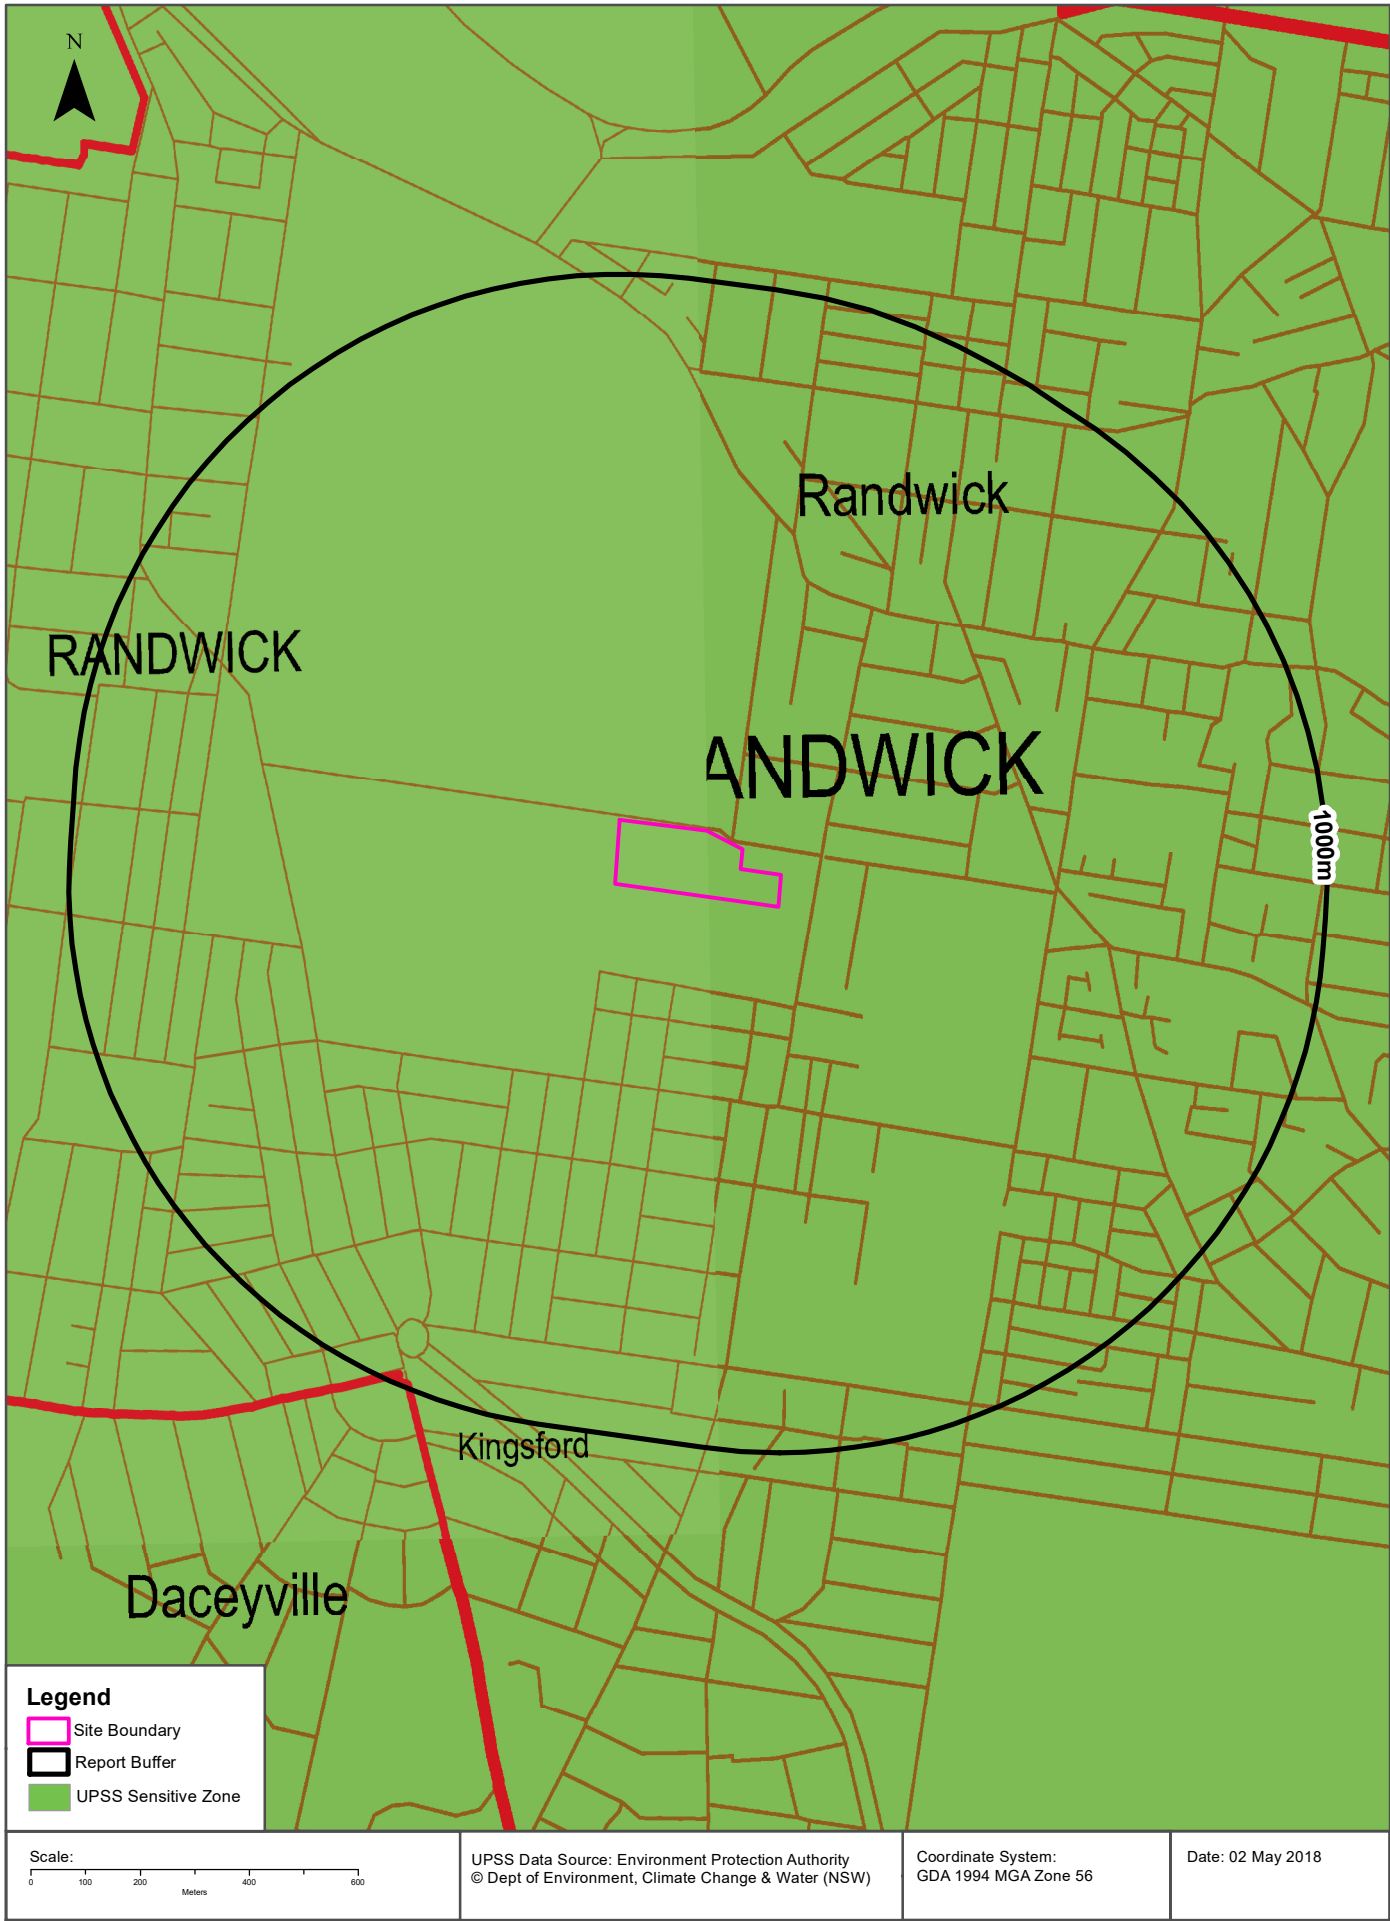 N
Randwick
RANDWICK
ANDWICK
1000m
Kingsford
Daceyville
Legend
Site Boundary
Report Buffer
UPSS Sensitive Zone
Scale:
0 100 200 400 600
Meters
UPSS Data Source: Environment Protection Authority
© Dept of Environment, Climate Change & Water (NSW)
Coordinate System:
GDA 1994 MGA Zone 56
Date: 02 May 2018